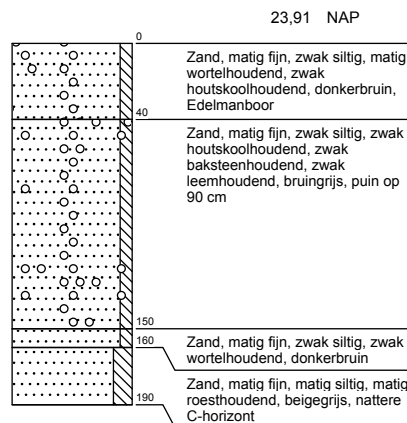 23,91 NAP
0
Zand, matig fijn, zwak siltig, matig
wortelhoudend, zwak
houtskoolhoudend, donkerbruin,
Edelmanboor
40
Zand, matig fijn, zwak siltig, zwak
houtskoolhoudend, zwak
baksteenhoudend, zwak
leemhoudend, bruingrijs, puin op
90 cm
150
Zand, matig fijn, zwak siltig, zwak
wortelhoudend, donkerbruin
160
Zand, matig fijn, matig siltig, matig
roesthoudend, beigegrijs, nattere
C-horizont
190